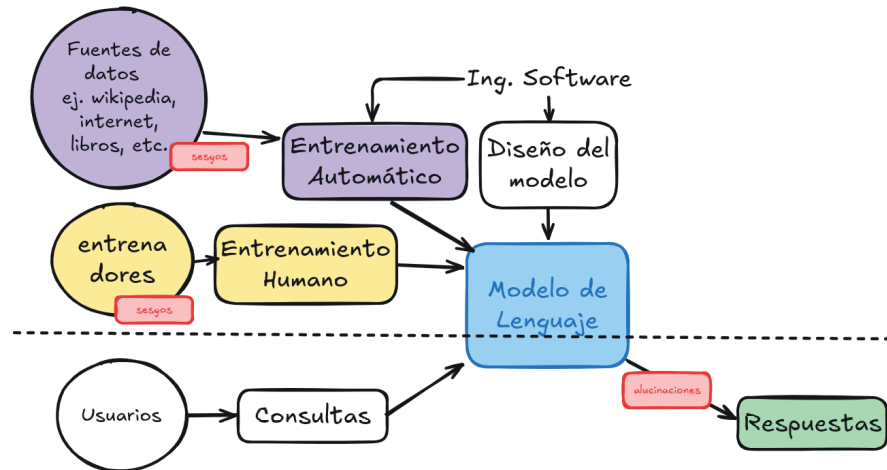 Fuentes de
datos
ej. wikipedia,
internet,
libros, etc.
sesgos
Ing. Software
Entrenamiento
Automático
Diseño del
modelo
entrena
dores
sesgos
Entrenamiento
Humano
Modelo de
Lenguaje
Usuarios
Consultas
alucinaciones
Respuestas